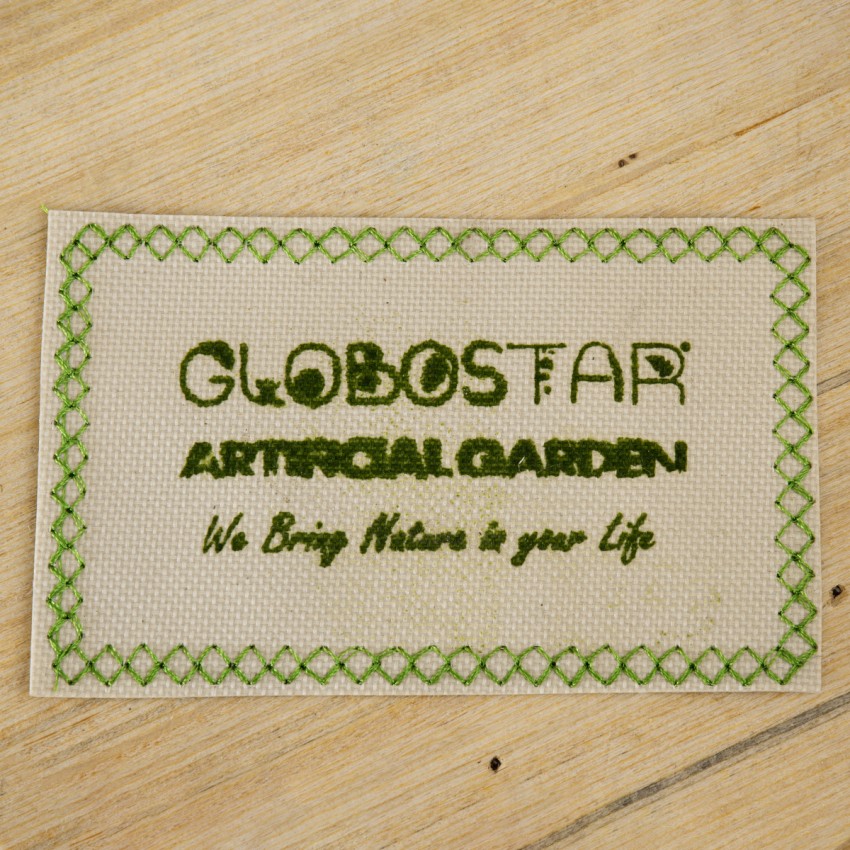 GLOBOSTAR
ARTIFICIAL GARDEN
We Bring Nature in your Life